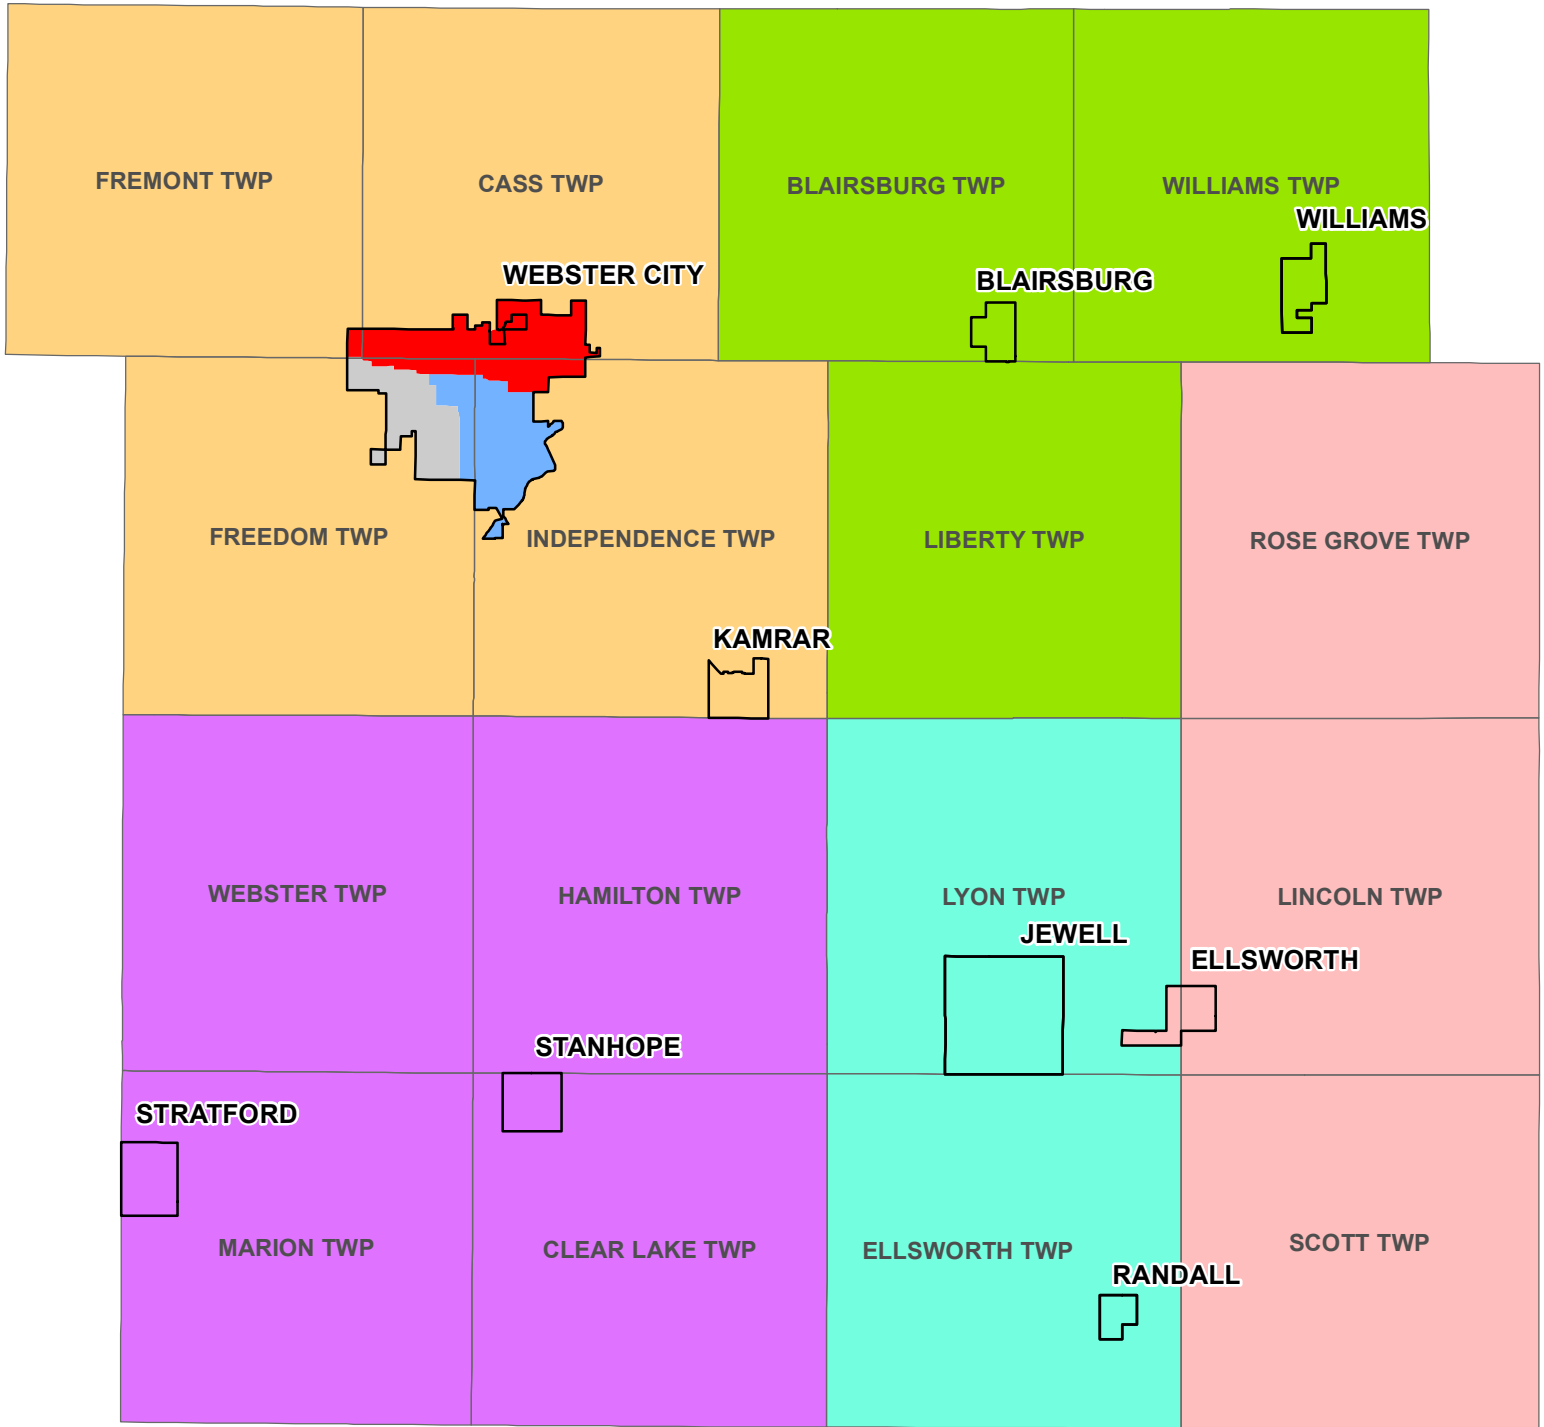 FREMONT TWP
CASS TWP
BLAIRSBURG TWP
WILLIAMS TWP
WILLIAMS
WEBSTER CITY
BLAIRSBURG
FREEDOM TWP
INDEPENDENCE TWP
LIBERTY TWP
ROSE GROVE TWP
KAMRAR
WEBSTER TWP
HAMILTON TWP
LYON TWP
LINCOLN TWP
JEWELL
ELLSWORTH
STANHOPE
STRATFORD
MARION TWP
CLEAR LAKE TWP
ELLSWORTH TWP
SCOTT TWP
RANDALL